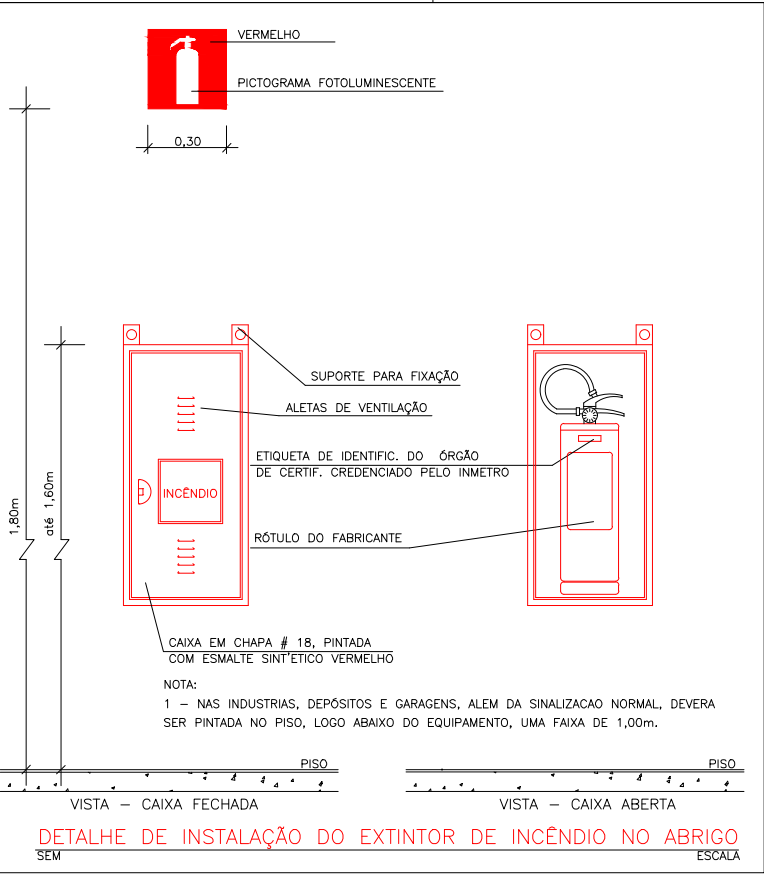 VERMELHO
PICTOGRAMA FOTOLUMINESCENTE
0,30
SUPORTE PARA FIXAÇÃO
ALETAS DE VENTILAÇÃO
ETIQUETA DE IDENTIFIC. DO ÓRGÃO
DE CERTIF. CREDENCIADO PELO INMETRO
INCÊNDIO
1,80m
até 1,60m
RÓTULO DO FABRICANTE
CAIXA EM CHAPA # 18, PINTADA
COM ESMALTE SINT'ETICO VERMELHO
NOTA:
1 – NAS INDUSTRIAS, DEPÓSITOS E GARAGENS, ALEM DA SINALIZACAO NORMAL, DEVERA
SER PINTADA NO PISO, LOGO ABAIXO DO EQUIPAMENTO, UMA FAIXA DE 1,00m.
PISO
PISO
VISTA – CAIXA FECHADA
VISTA – CAIXA ABERTA
DETALHE DE INSTALAÇÃO DO EXTINTOR DE INCÊNDIO NO ABRIGO
SEM ESCALA